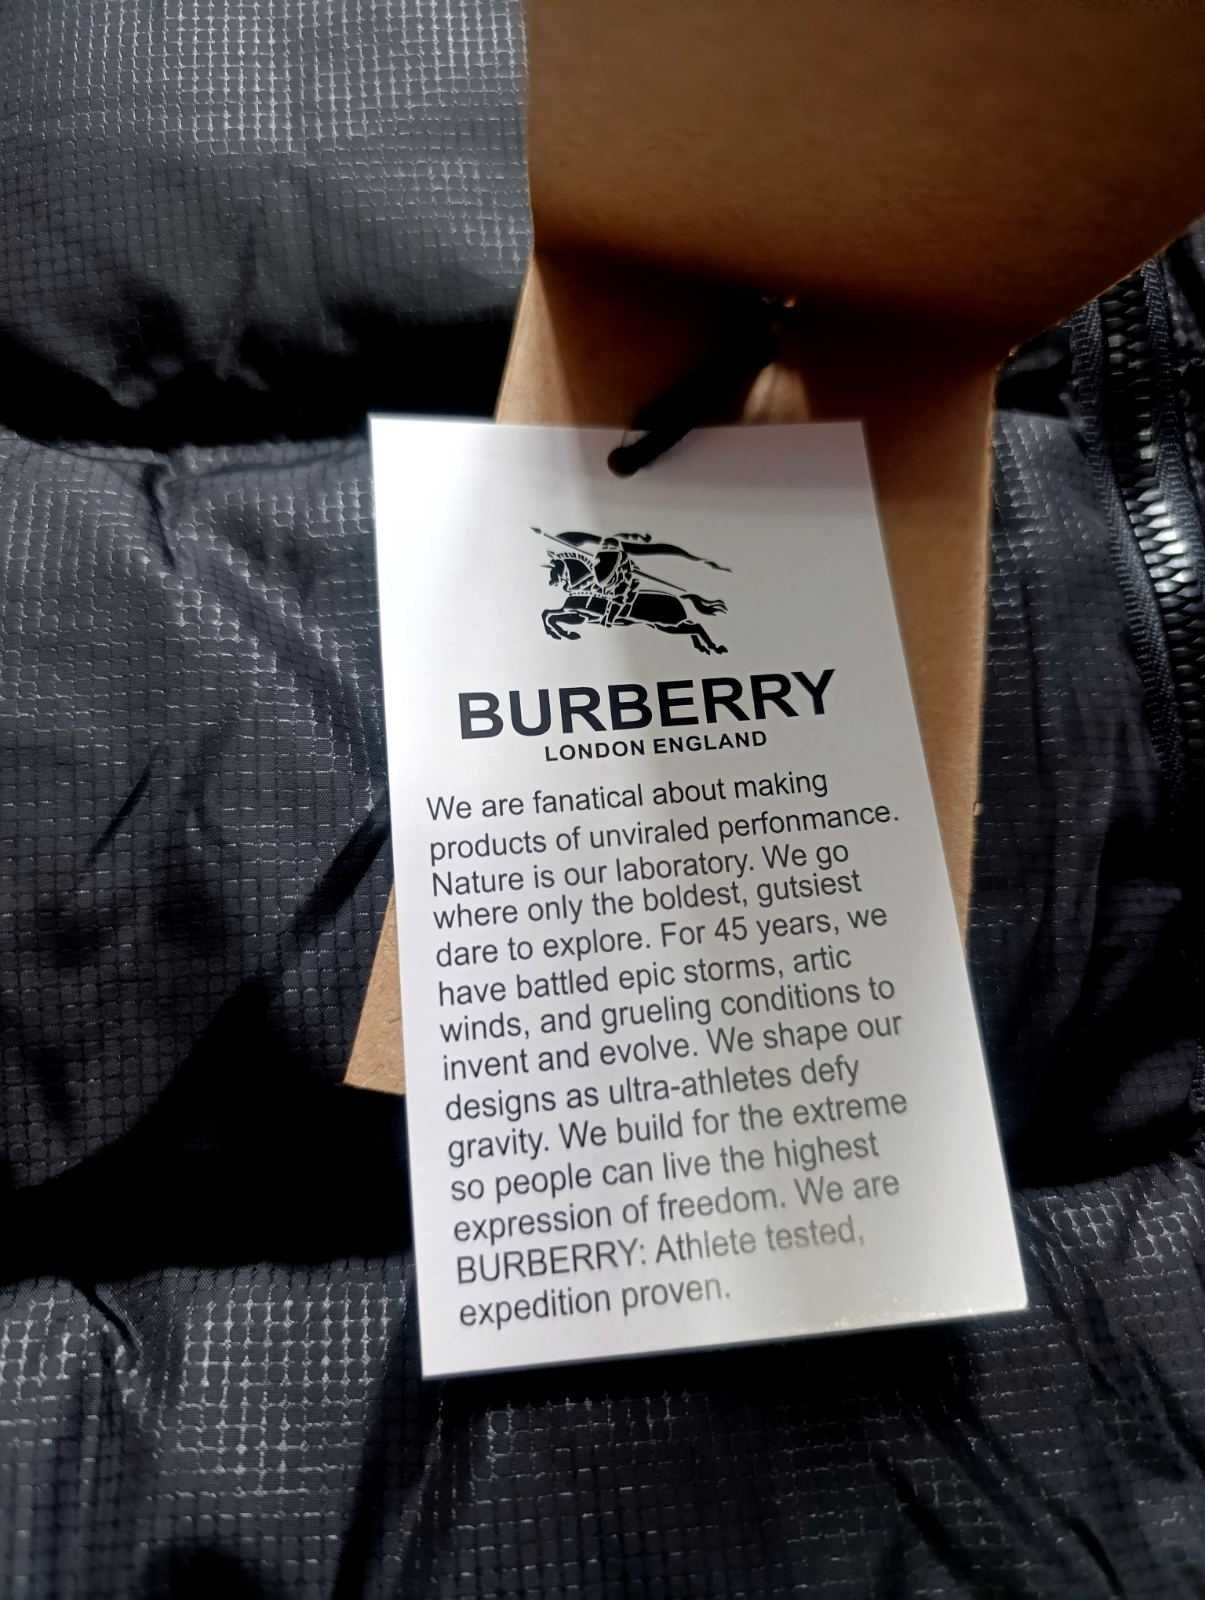 BURBERRY
LONDON ENGLAND
We are fanatical about making
products of unviraled perfonmance.
Nature is our laboratory. We go
where only the boldest, gutsiest
dare to explore. For 45 years, we
have battled epic storms, artic
winds, and grueling conditions to
invent and evolve. We shape our
designs as ultra-athletes defy
gravity. We build for the extreme
so people can live the highest
expression of freedom. We are
BURBERRY: Athlete tested,
expedition proven.